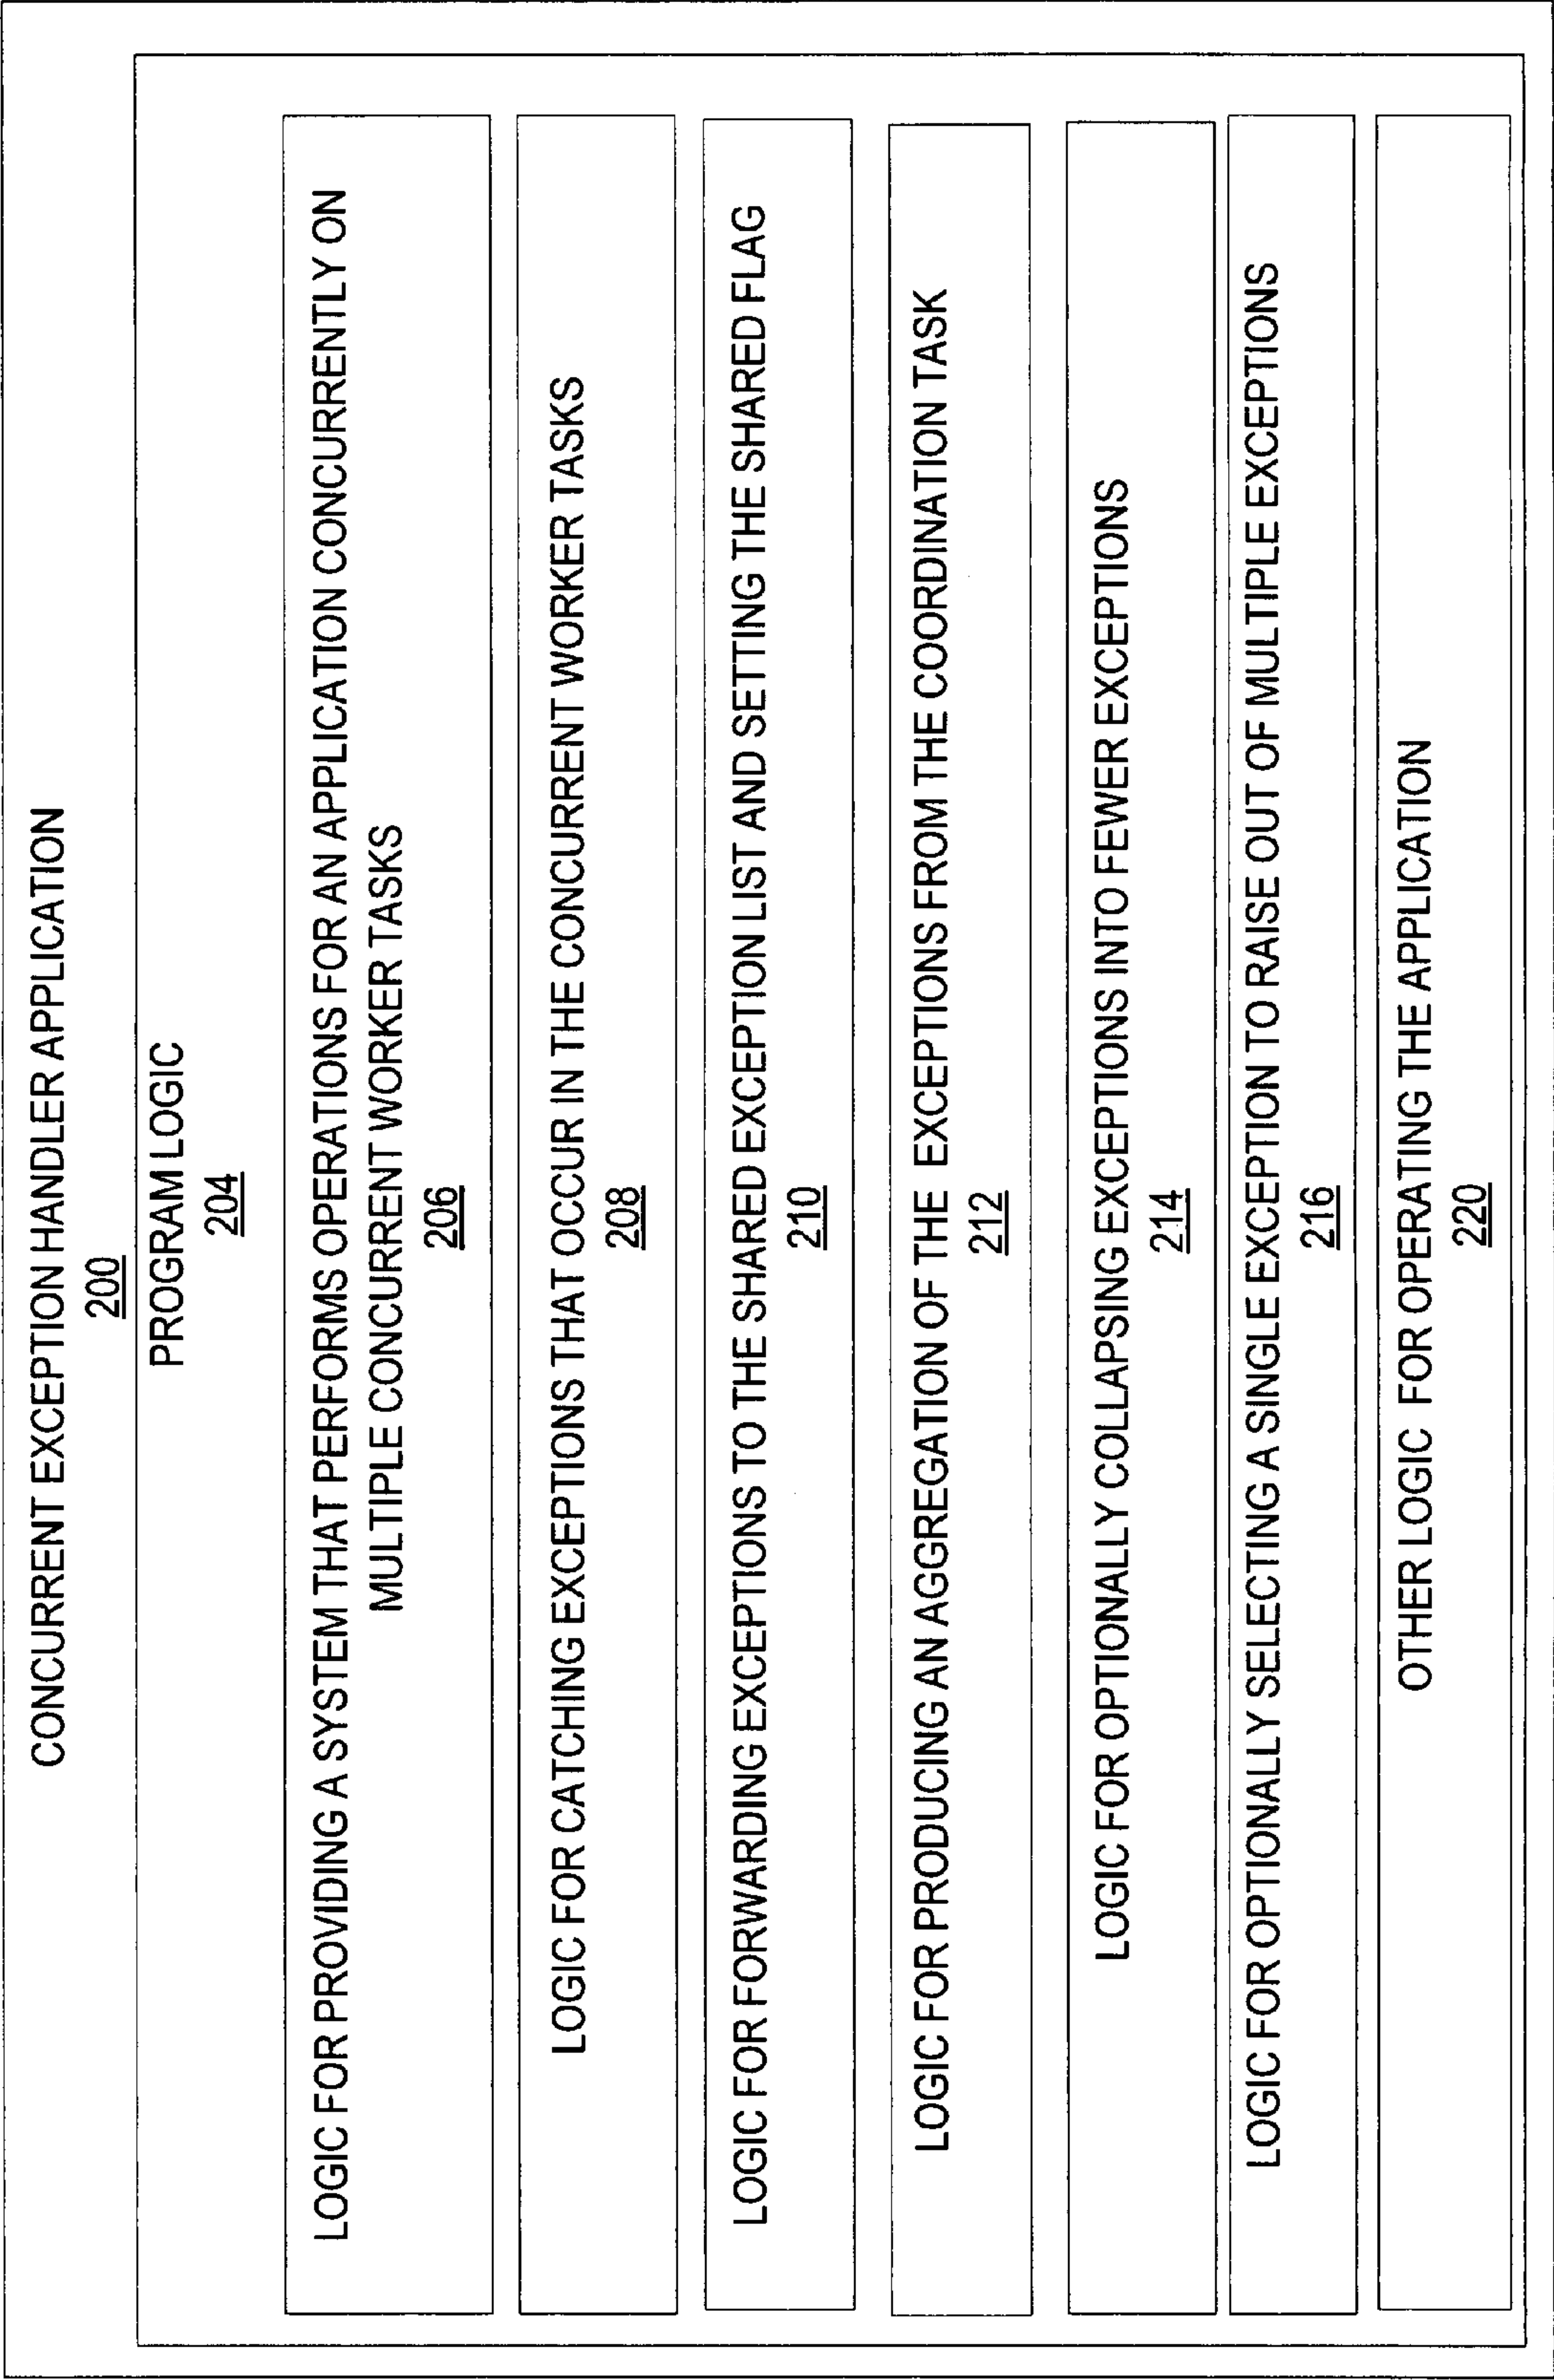 CONCURRENT EXCEPTION HANDLER APPLICATION
200
PROGRAM LOGIC
204
LOGIC FOR PROVIDING A SYSTEM THAT PERFORMS OPERATIONS FOR AN APPLICATION CONCURRENTLY ON
MULTIPLE CONCURRENT WORKER TASKS
206
LOGIC FOR CATCHING EXCEPTIONS THAT OCCUR IN THE CONCURRENT WORKER TASKS
208
LOGIC FOR FORWARDING EXCEPTIONS TO THE SHARED EXCEPTION LIST AND SETTING THE SHARED FLAG
210
LOGIC FOR PRODUCING AN AGGREGATION OF THE EXCEPTIONS FROM THE COORDINATION TASK
212
LOGIC FOR OPTIONALLY COLLAPSING EXCEPTIONS INTO FEWER EXCEPTIONS
214
LOGIC FOR OPTIONALLY SELECTING A SINGLE EXCEPTION TO RAISE OUT OF MULTIPLE EXCEPTIONS
216
OTHER LOGIC FOR OPERATING THE APPLICATION
220